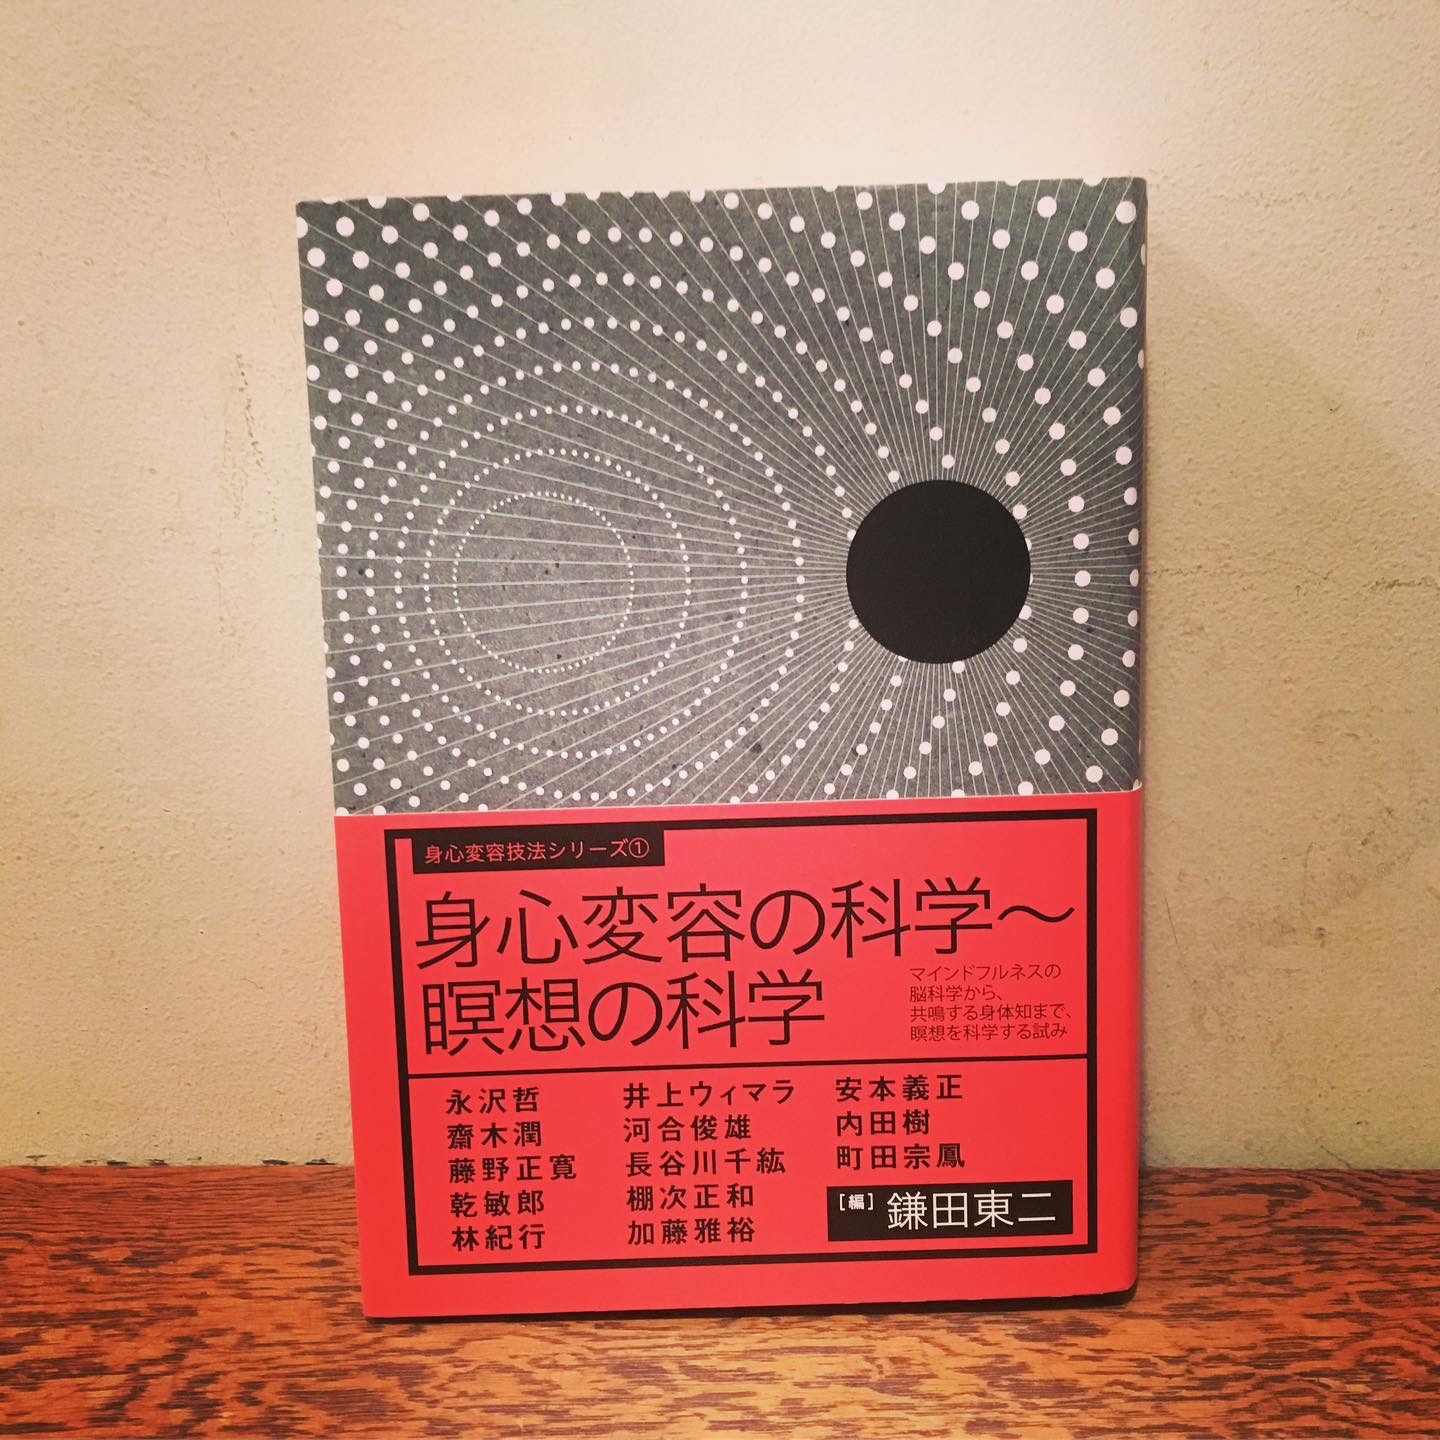 身心変容技法シリーズ①
身心変容の科学～
瞑想の科学
マインドフルネスの
脳科学から、
共鳴する身体知まで、
瞑想を科学する試み
永沢哲
齋木潤
藤野正寛
乾敏郎
林紀行
井上ウィマラ
河合俊雄
長谷川千紘
棚次正和
加藤雅裕
安本義正
内田樹
町田宗鳳
[編] 鎌田東二